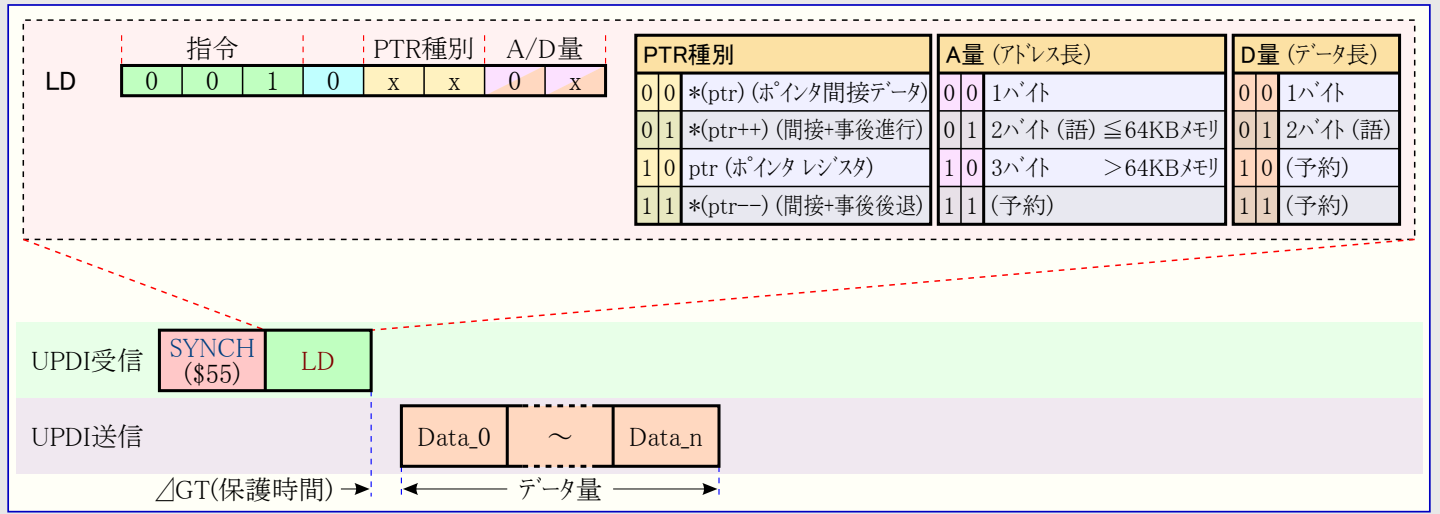 指令 PTR種別 A/D量
LD 0 0 1 0 x x 0 x
PTR種別 A量 (アドレス長) D量 (データ長)
0 0 *(ptr) (ポインタ間接データ) 0 0 1バイト 0 0 1バイト
0 1 *(ptr++) (間接+事後進行) 0 1 2バイト (語) ≦64KBメモリ 0 1 2バイト (語)
1 0 ptr (ポインタ レジスタ) 1 0 3バイト >64KBメモリ 1 0 (予約)
1 1 *(ptr--) (間接+事後後退) 1 1 (予約) 1 1 (予約)
UPDI受信 SYNCH
($55) LD
UPDI送信 Data_0 ~ Data_n
⊿GT(保護時間) データ量